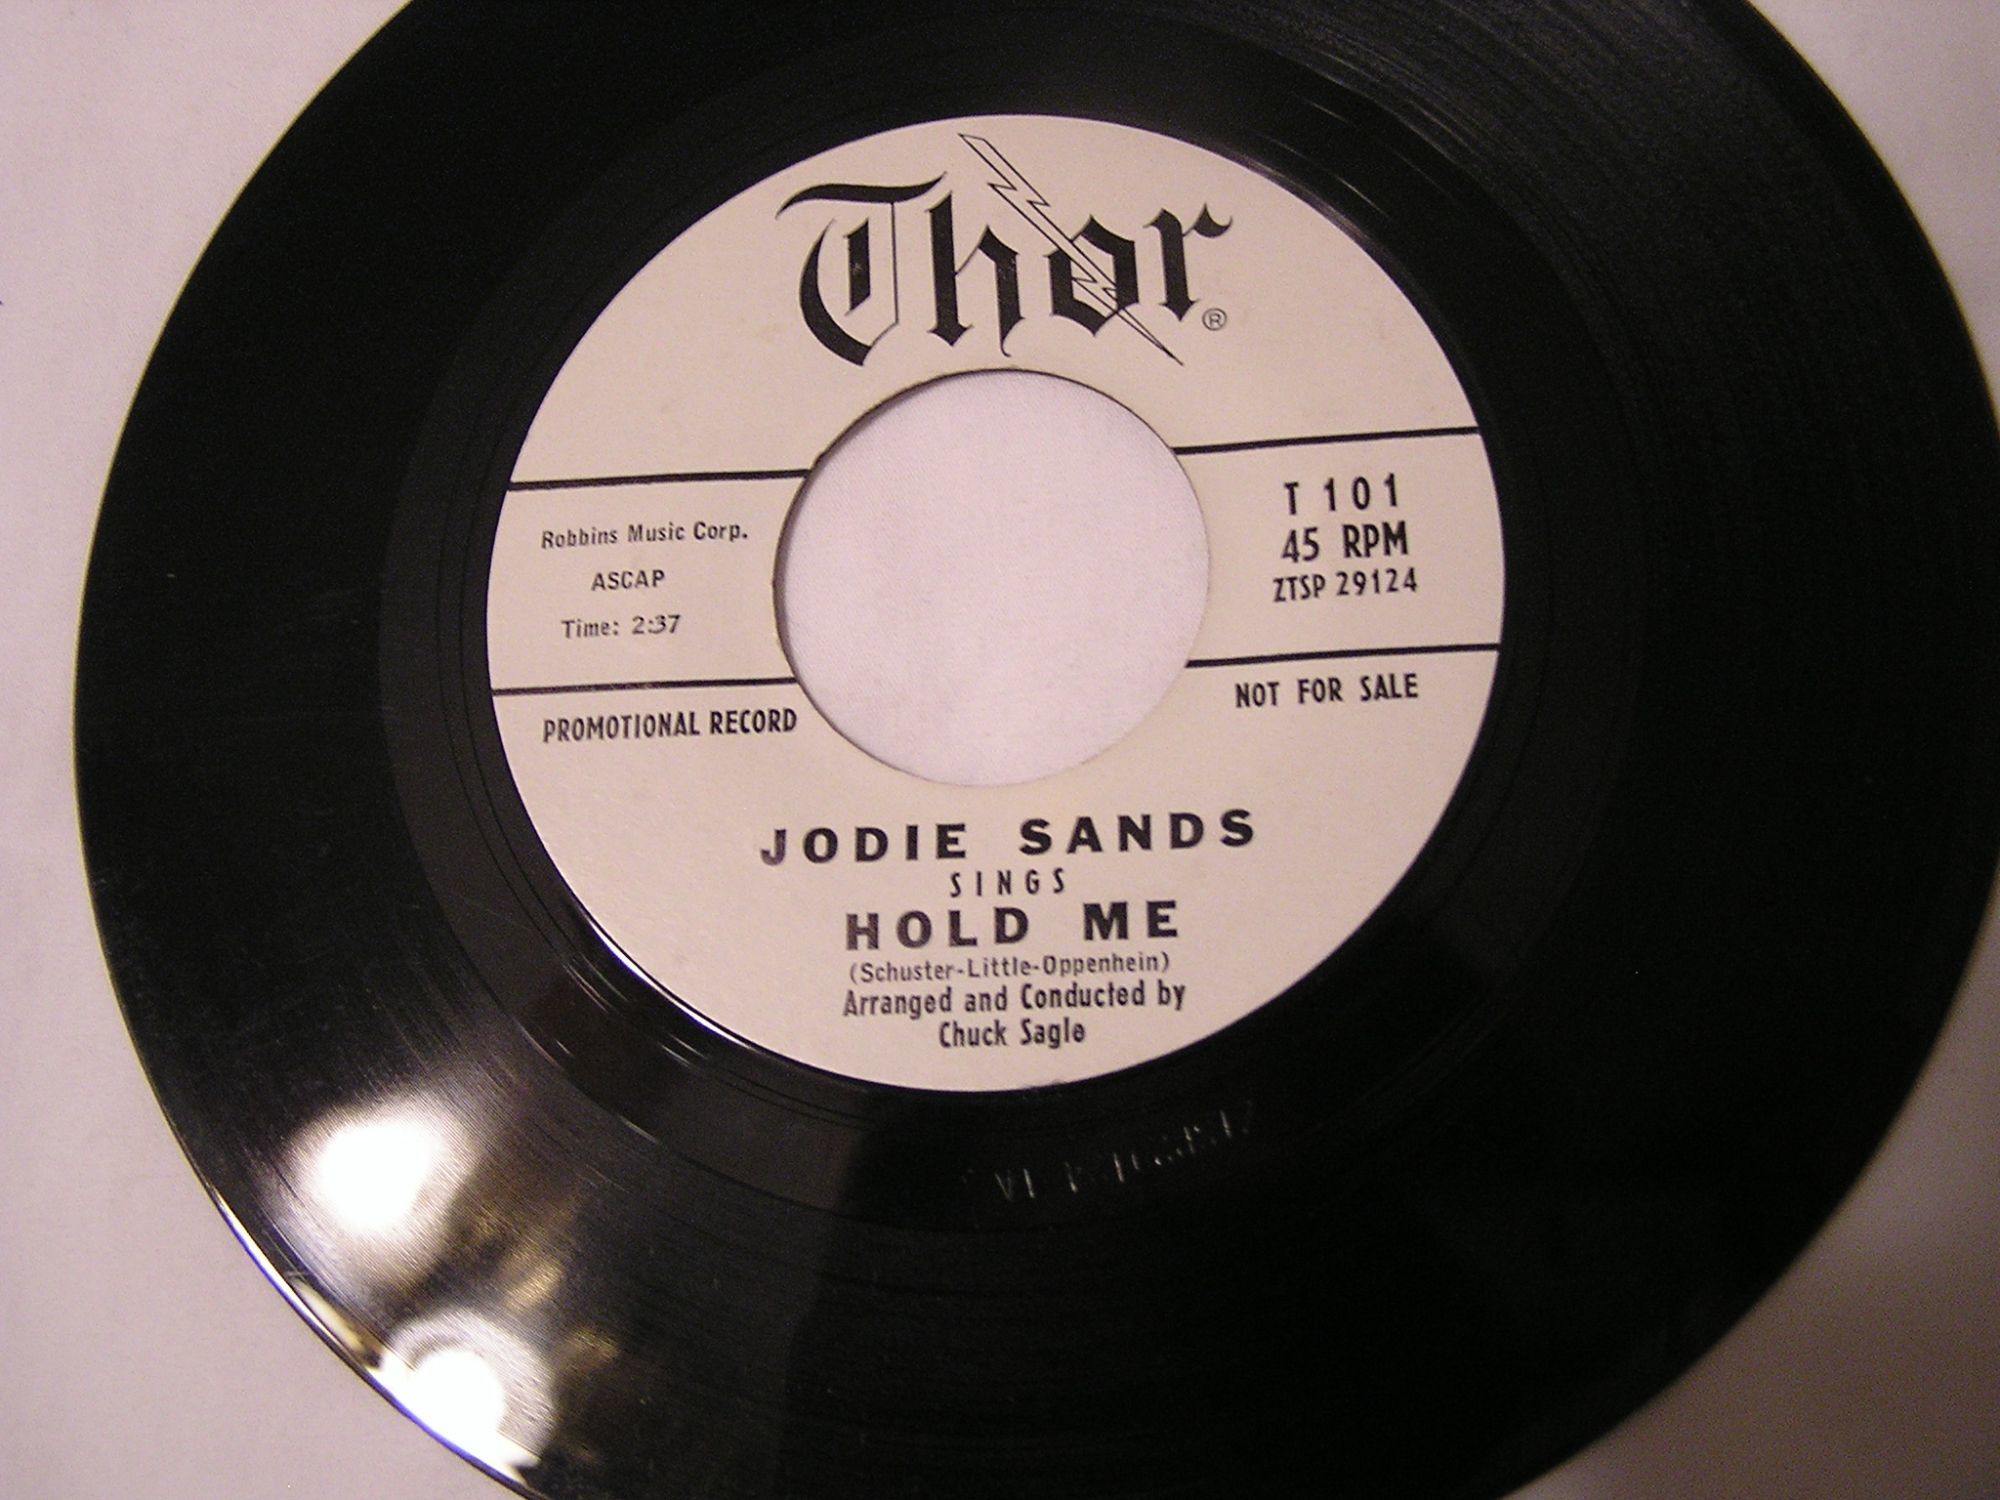 Thor®
Robbins Music Corp.
ASCAP
Time: 2:37
T 101
45 RPM
ZTSP 29124
PROMOTIONAL RECORD
NOT FOR SALE
JODIE SANDS
SINGS
HOLD ME
(Schuster-Little-Oppenhein)
Arranged and Conducted by
Chuck Sagle